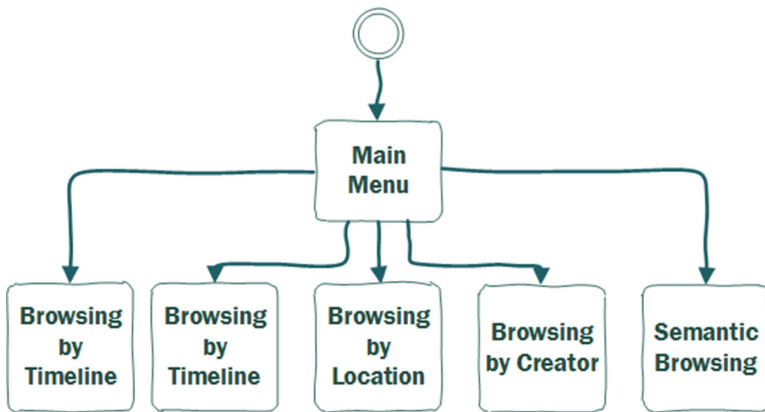 Main
Menu
Browsing
by
Timeline
Browsing
by
Timeline
Browsing
by
Location
Browsing
by Creator
Semantic
Browsing